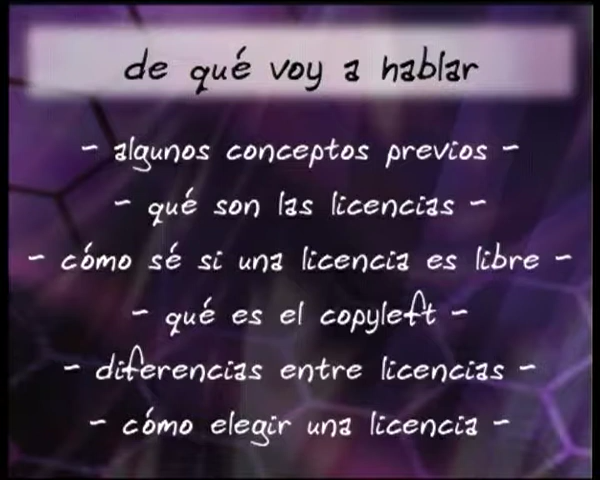 de qué voy a hablar
- algunos conceptos previos -
- qué son las licencias -
- cómo sé si una licencia es libre -
- qué es el copyleft -
- diferencias entre licencias -
- cómo elegir una licencia -